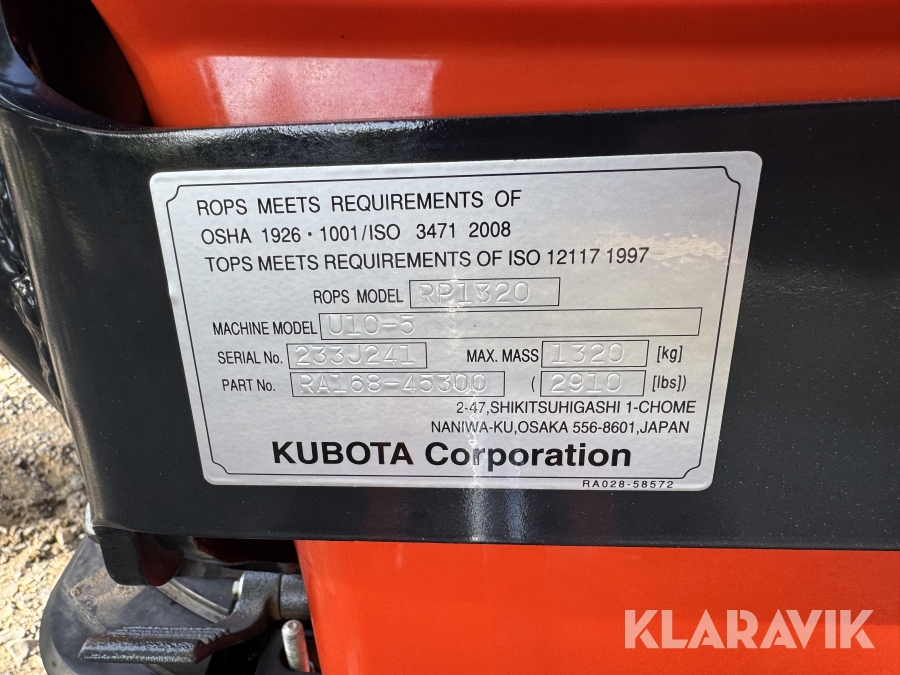 ROPS MEETS REQUIREMENTS OF
OSHA 1926・1001/ISO 3471 2008
TOPS MEETS REQUIREMENTS OF ISO 12117 1997
ROPS MODEL RP1320
MACHINE MODEL U10-5
SERIAL No. 233J241 MAX. MASS 1320 [kg]
PART No. RA168-45300 ( 2910 [lbs])
2-47,SHIKITSUHIGASHI 1-CHOME
NANIWA-KU,OSAKA 556-8601,JAPAN
KUBOTA Corporation
RA028-58572
KLARAVIK